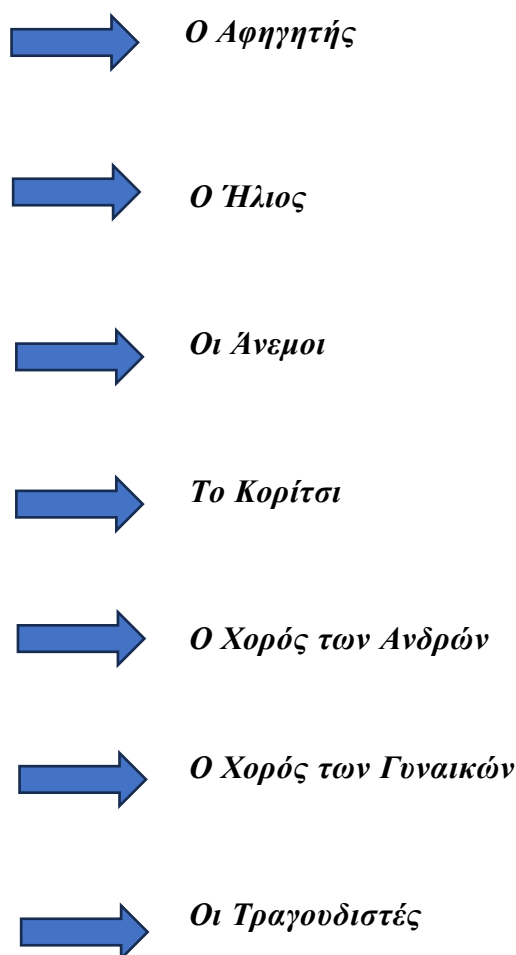 Ο Αφηγητής
Ο Ήλιος
Οι Άνεμοι
Το Κορίτσι
Ο Χορός των Ανδρών
Ο Χορός των Γυναικών
Οι Τραγουδιστές